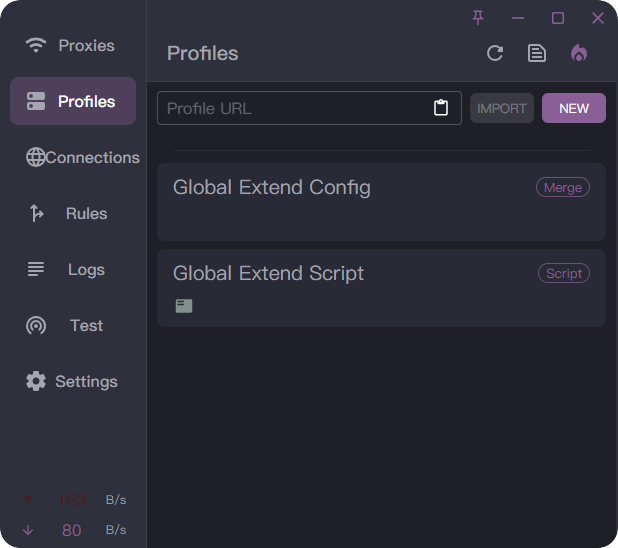 Proxies
Profiles
Connections
Rules
Logs
Test
Settings
153 B/s
80 B/s
Profiles
Profile URL
IMPORT
NEW
Global Extend Config
Merge
Global Extend Script
Script